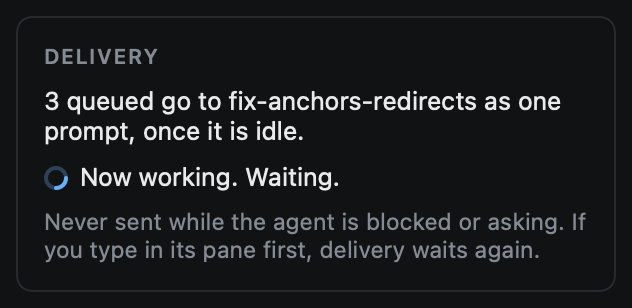 DELIVERY
3 queued go to fix-anchors-redirects as one
prompt, once it is idle.
Now working. Waiting.
Never sent while the agent is blocked or asking. If
you type in its pane first, delivery waits again.